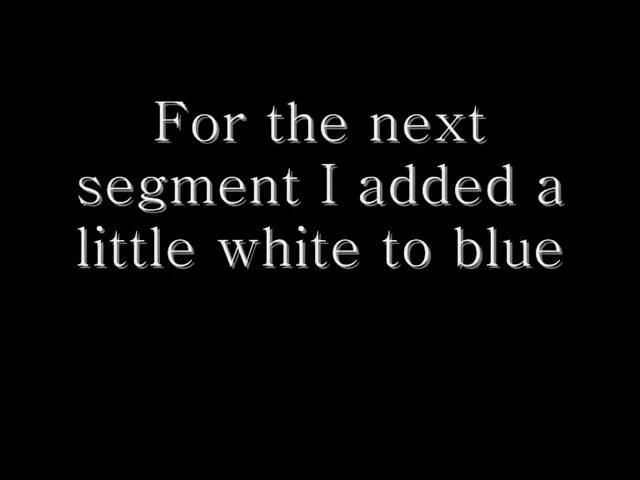 For the next
segment I added a
little white to blue